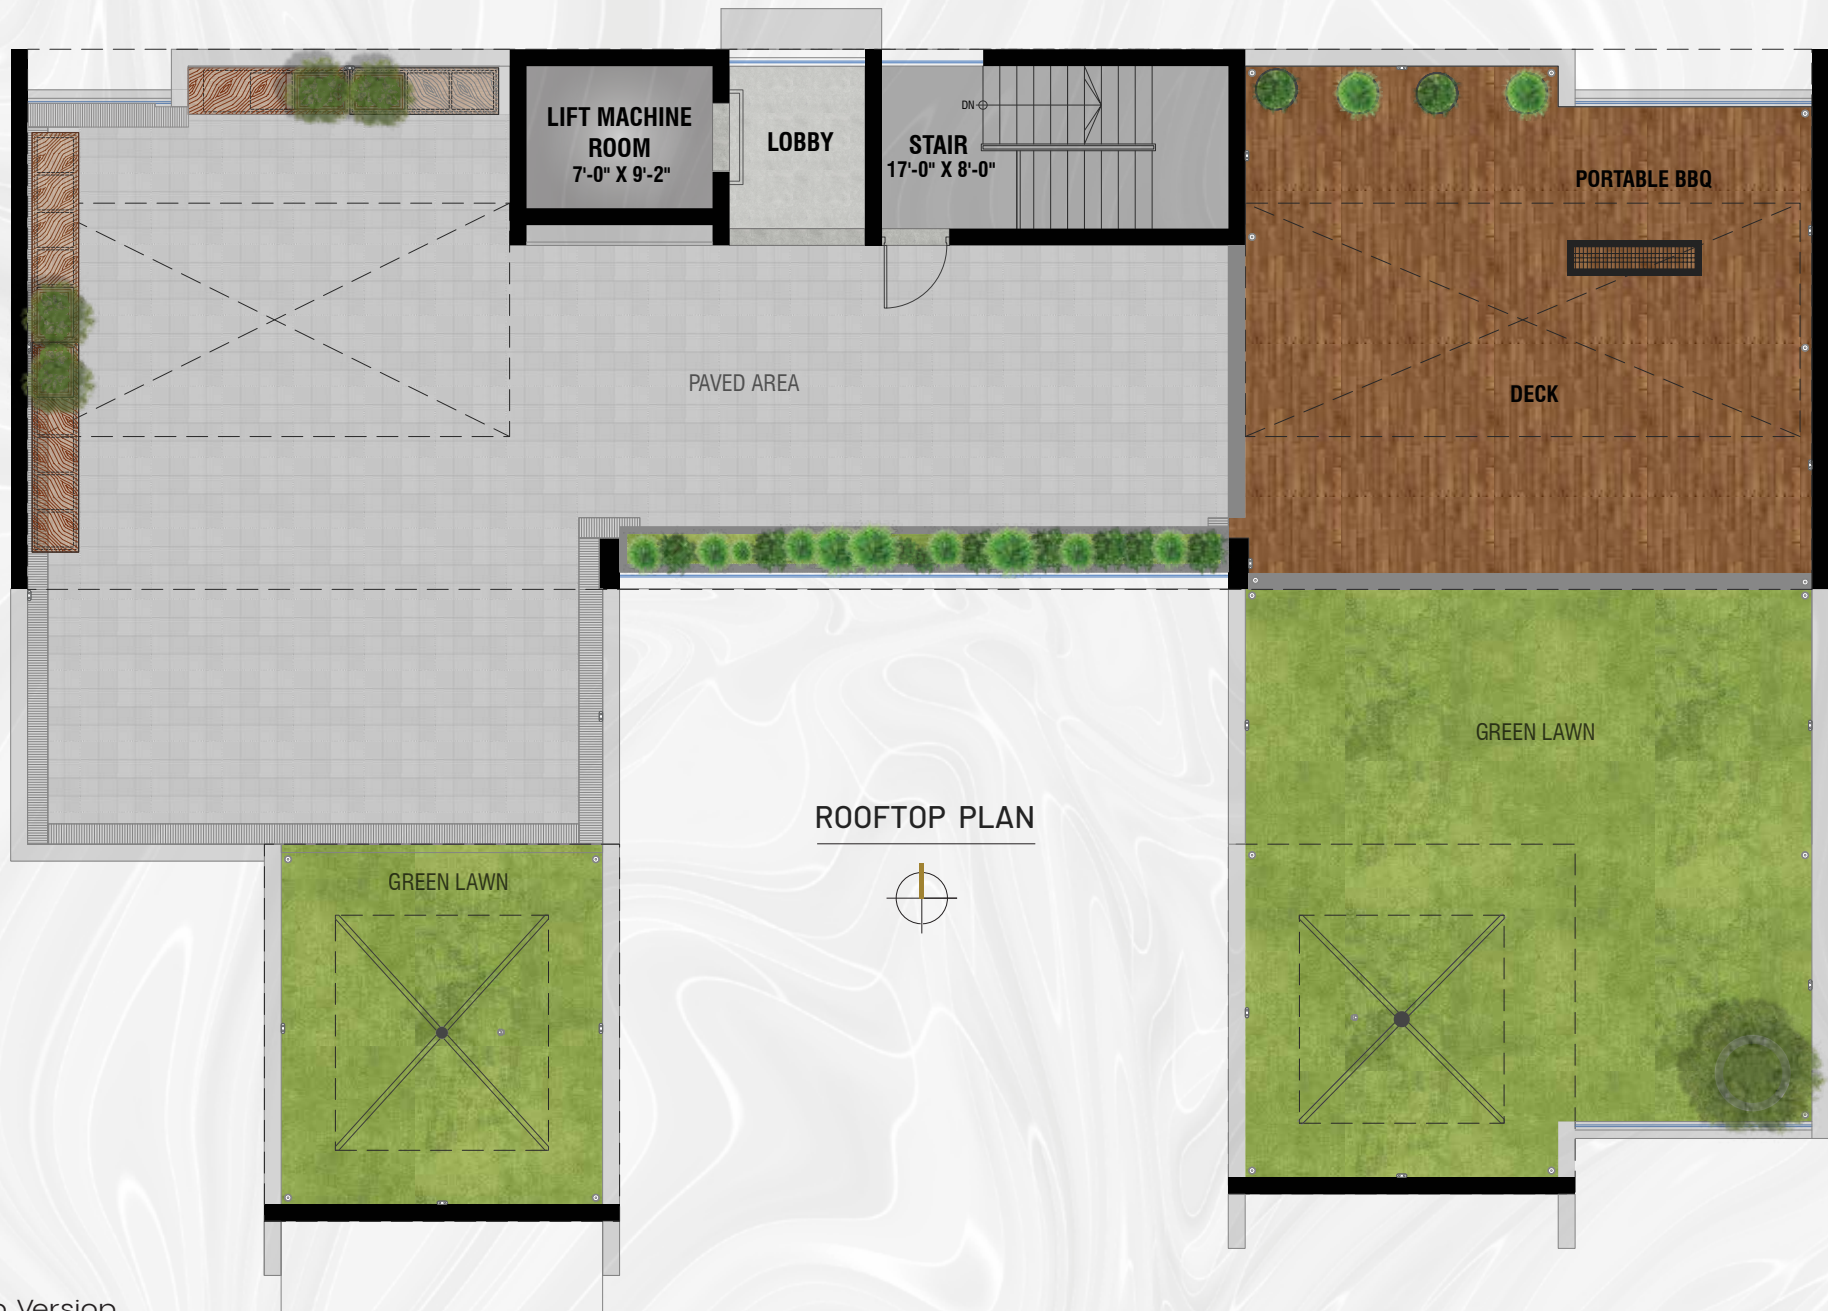 LIFT MACHINE
ROOM
7'-0" X 9'-2"
LOBBY
STAIR
17'-0" X 8'-0"
DN
PORTABLE BBQ
DECK
PAVED AREA
GREEN LAWN
ROOFTOP PLAN
GREEN LAWN
Version